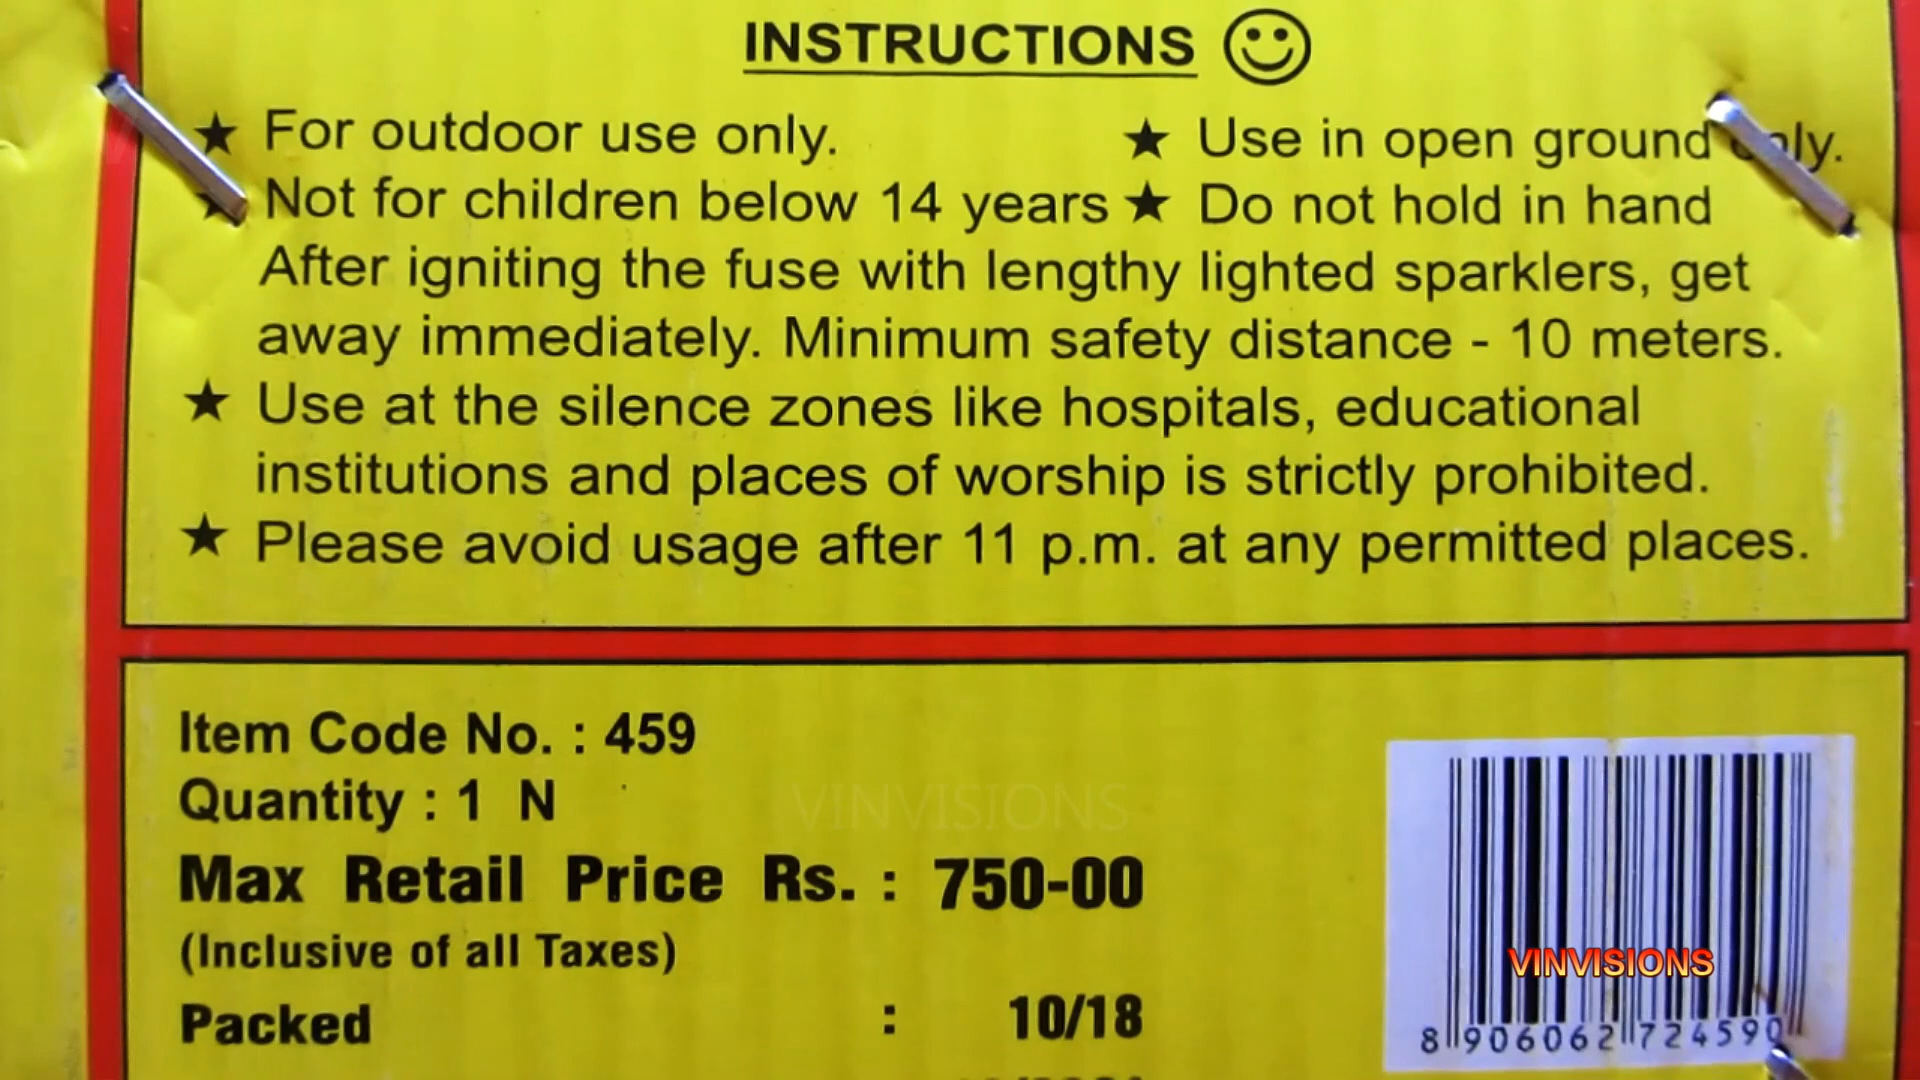 INSTRUCTIONS
★ For outdoor use only. ★ Use in open ground only.
★ Not for children below 14 years ★ Do not hold in hand
After igniting the fuse with lengthy lighted sparklers, get
away immediately. Minimum safety distance - 10 meters.
★ Use at the silence zones like hospitals, educational
institutions and places of worship is strictly prohibited.
★ Please avoid usage after 11 p.m. at any permitted places.
Item Code No. : 459
Quantity : 1 N
VINVISIONS
Max Retail Price Rs. : 750-00
(Inclusive of all Taxes)
Packed : 10/18
VINVISIONS
8 906062 724590